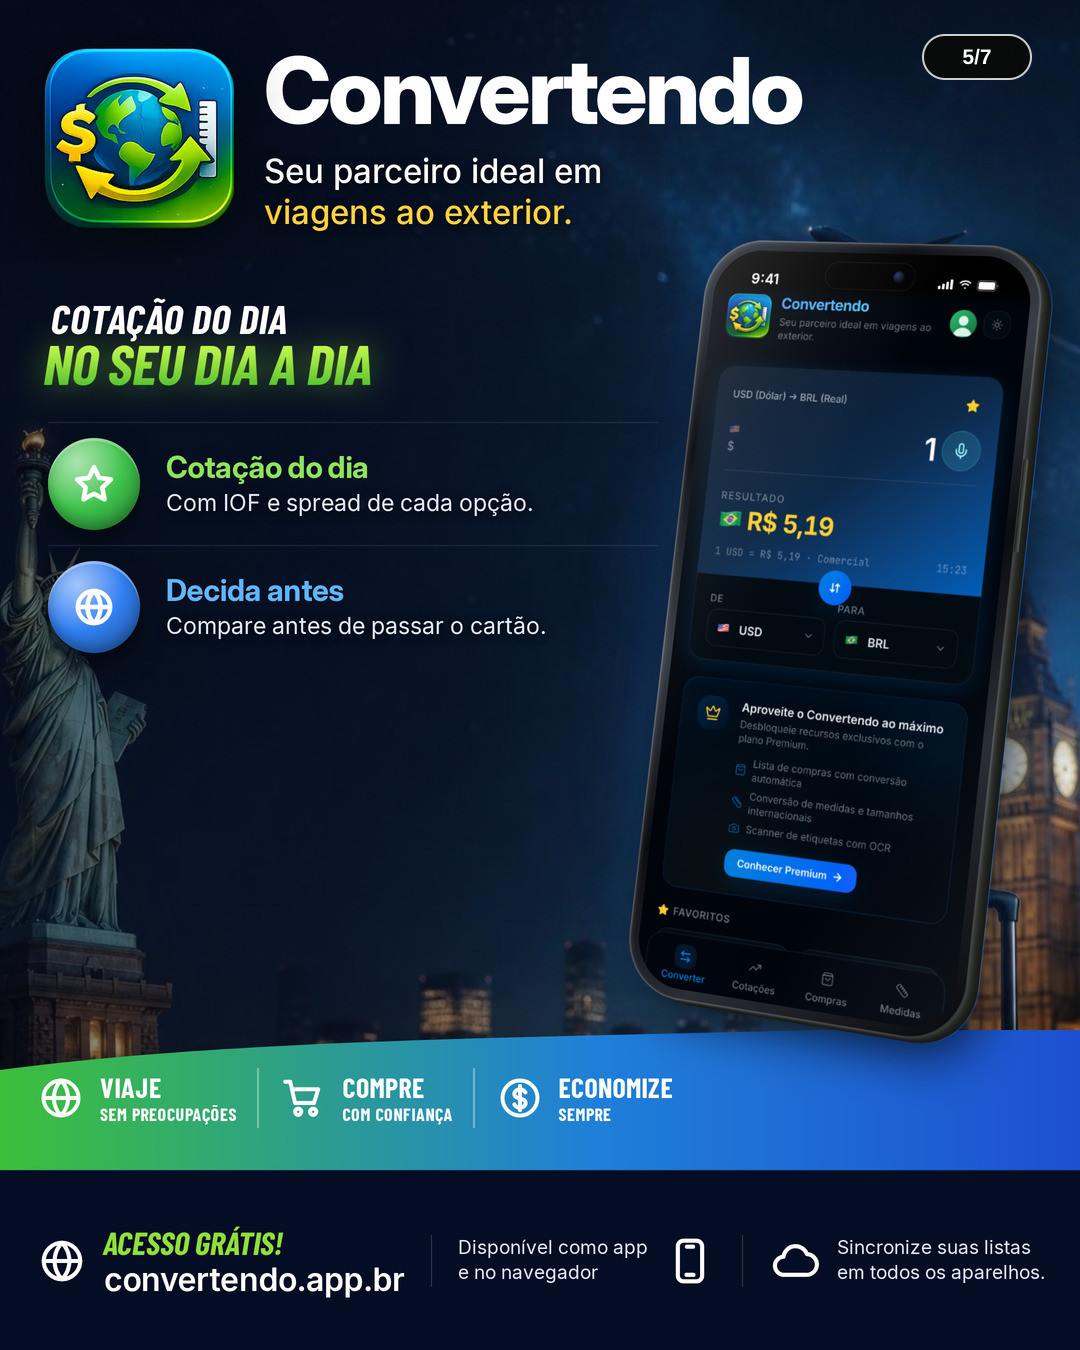 Convertendo
5/7
Seu parceiro ideal em
viagens ao exterior.
COTAÇÃO DO DIA
NO SEU DIA A DIA
Cotação do dia
Com IOF e spread de cada opção.
Decida antes
Compare antes de passar o cartão.
9:41
Convertendo
Seu parceiro ideal em viagens ao
exterior.
USD (Dólar) → BRL (Real)
$
1
RESULTADO
R$ 5,19
1 USD = R$ 5,19 · Comercial
15:23
DE
PARA
USD
BRL
Aproveite o Convertendo ao máximo
Desbloqueie recursos exclusivos com o
plano Premium.
Lista de compras com conversão
automática
Conversão de medidas e tamanhos
internacionais
Scanner de etiquetas com OCR
Conhecer Premium →
FAVORITOS
Converter
Cotações
Compras
Medidas
VIAJE
SEM PREOCUPAÇÕES
COMPRE
COM CONFIANÇA
ECONOMIZE
SEMPRE
ACESSO GRÁTIS!
convertendo.app.br
Disponível como app
e no navegador
Sincronize suas listas
em todos os aparelhos.